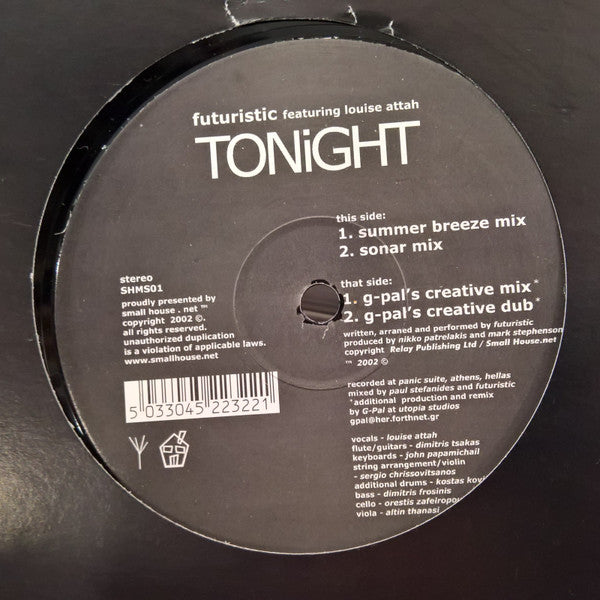 futuristic featuring louise attah
TONiGHT
this side:
1. summer breeze mix
2. sonar mix
stereo
SHMS01
proudly presented by
small house . net ™
copyright 2002 ©.
all rights reserved.
unauthorized duplication
is a violation of applicable laws.
www.smallhouse.net
5 033045 223221
that side:
1. g-pal's creative mix*
2. g-pal's creative dub*
written, arraned and performed by futuristic
produced by nikko patrelakis and mark stephenson
copyright Relay Publishing Ltd / Small House.net
™ 2002 ©
recorded at panic suite, athens, hellas
mixed by paul stefanides and futuristic
*additional production and remix
by G-Pal at utopia studios
gpal@her.forthnet.gr
vocals - louise attah
flute/guitars - dimitris tsakas
keyboards - john papamichail
string arrangement/violin
- sergio chrissovitsanos
additional drums - kostas
bass - dimitris frosinis
cello - orestis zafeiropou
viola - altin thanasi